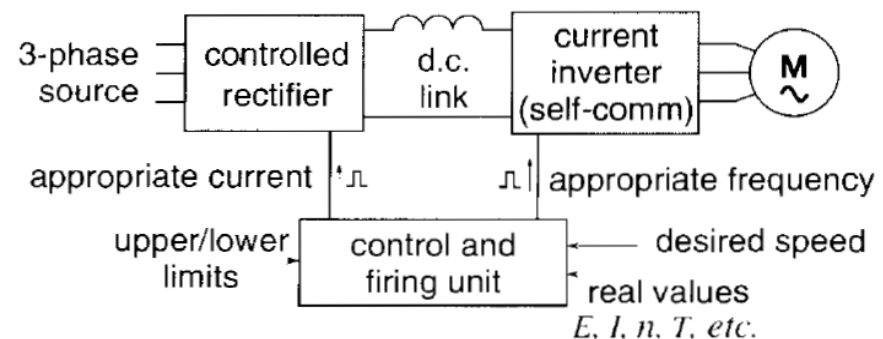 3-phase
source
controlled
rectifier
d.c.
link
current
inverter
(self-comm)
M
appropriate current
appropriate frequency
upper/lower
limits
control and
firing unit
desired speed
real values
E, I, n, T, etc.